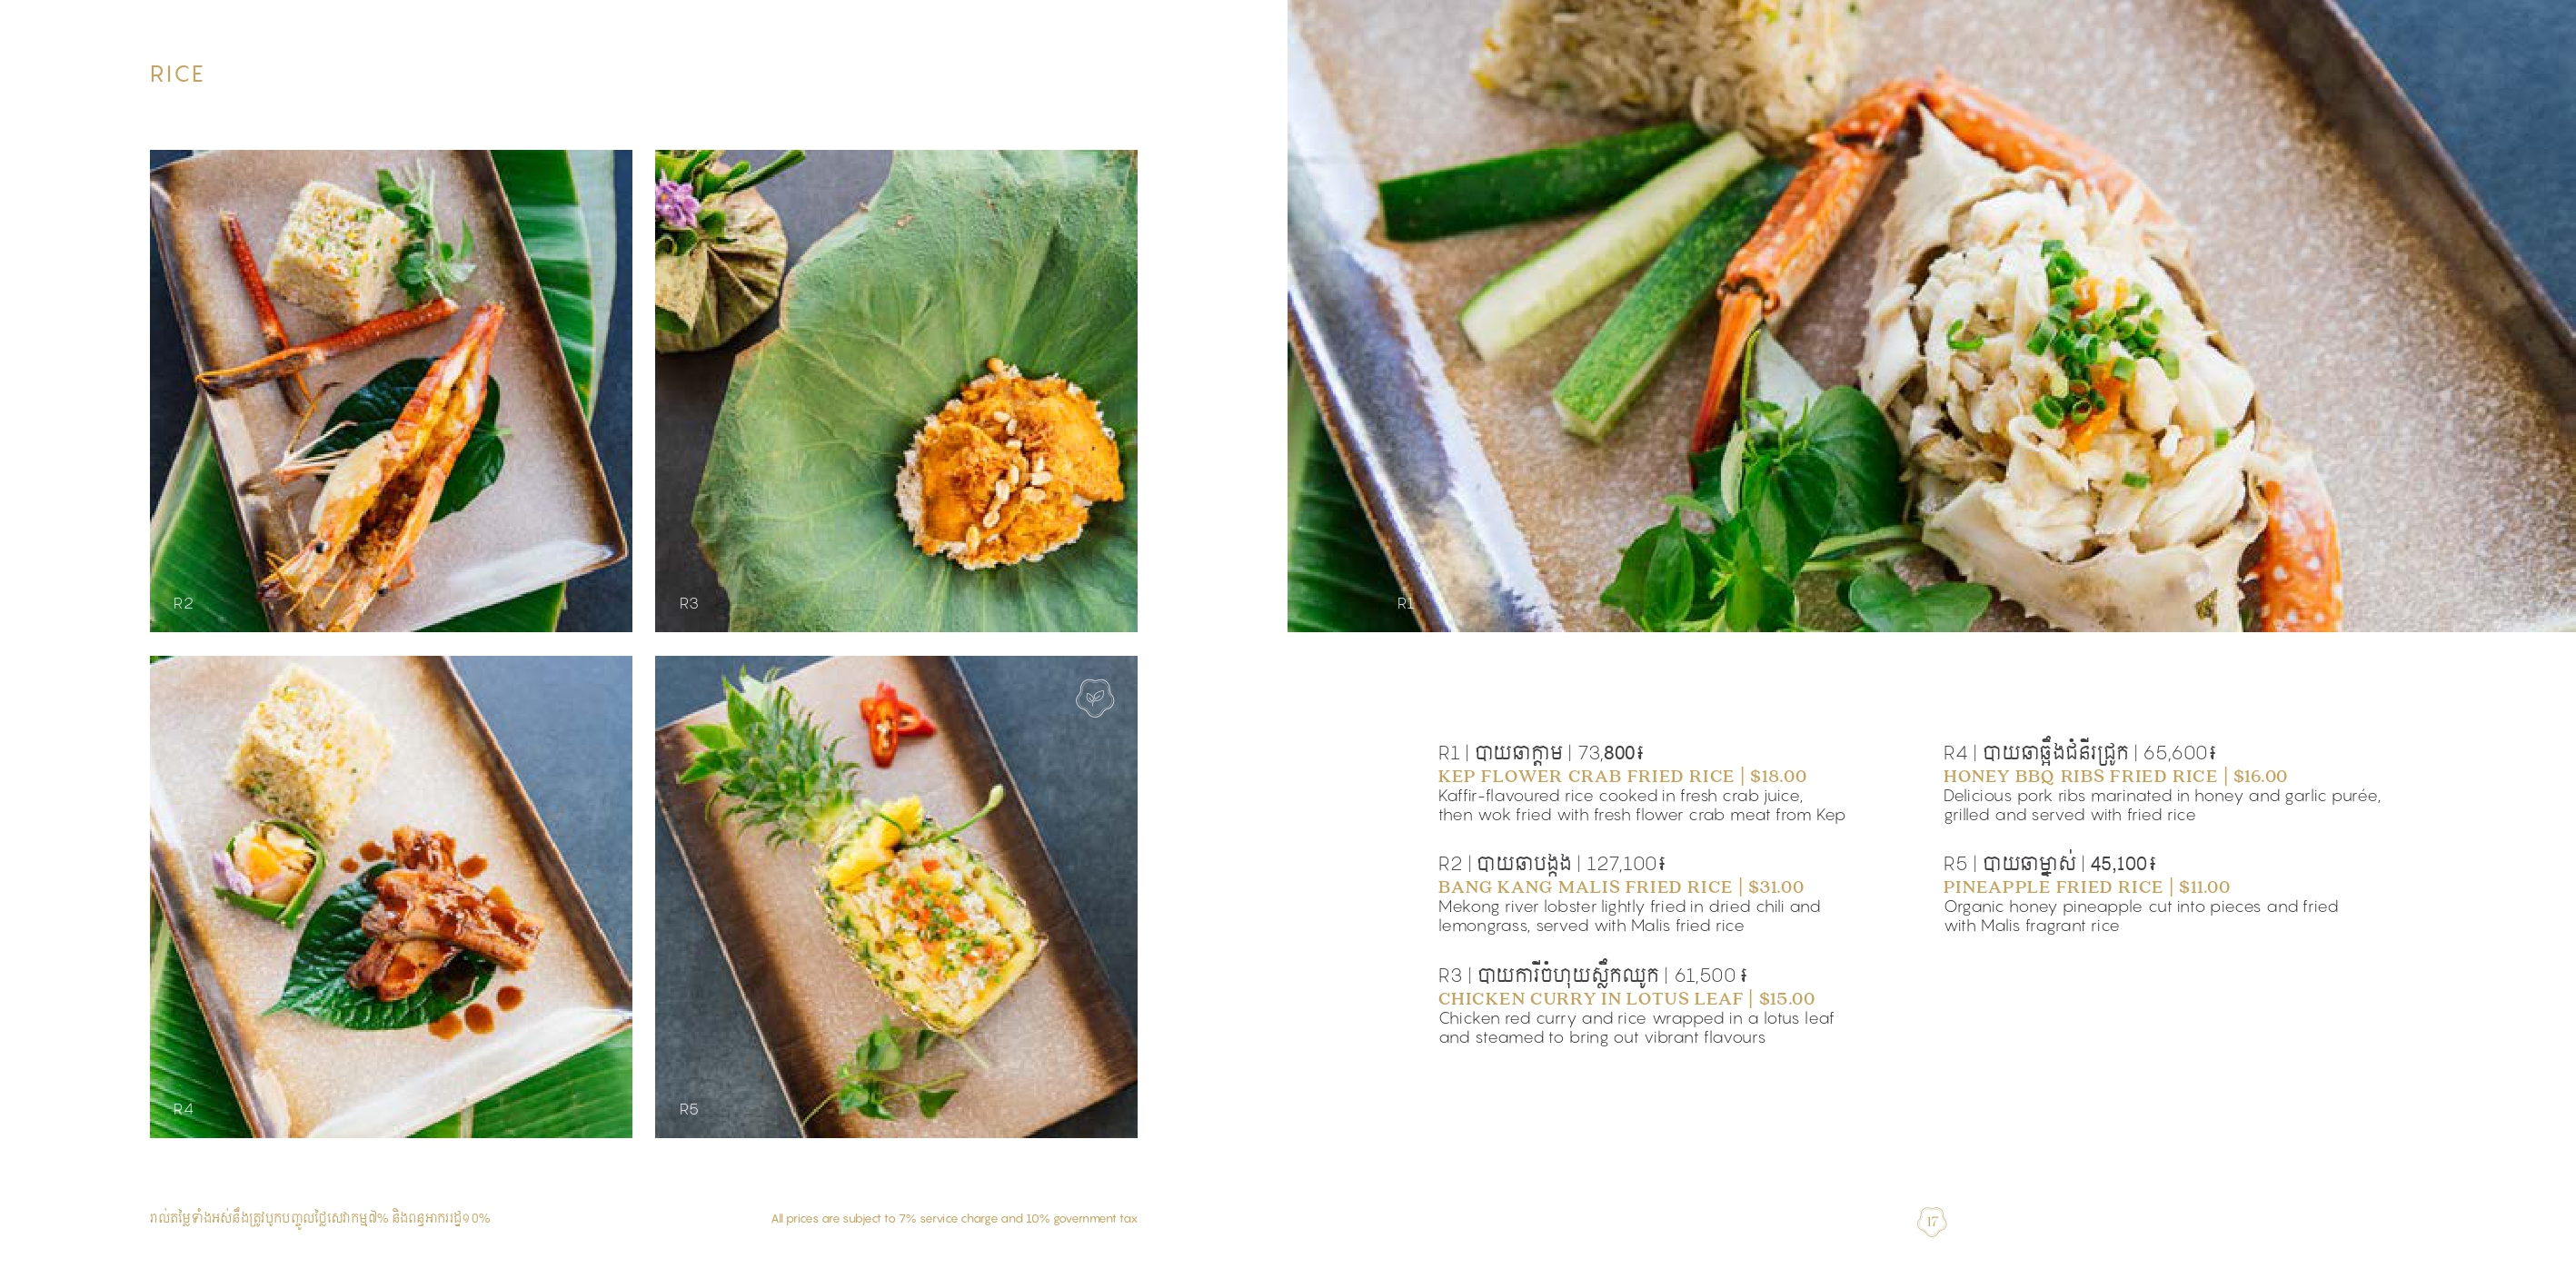 RICE
R2
R3
R4
R5
រាល់តម្លៃទាំងអស់នឹងត្រូវបូកបញ្ចូលថ្លៃសេវាកម្ម៧% និងពន្ធអាករវដ្ឋ១០%
All prices are subject to 7% service charge and 10% government tax
R1
R1 | បាយឆាក្តាម | 73,800៛
KEP FLOWER CRAB FRIED RICE | $18.00
Kaffir-flavoured rice cooked in fresh crab juice,
then wok fried with fresh flower crab meat from Kep
R2 | បាយឆាបង្កង | 127,100៛
BANG KANG MALIS FRIED RICE | $31.00
Mekong river lobster lightly fried in dried chili and
lemongrass, served with Malis fried rice
R3 | បាយការីចំហុយស្លឹកឈូក | 61,500 ៛
CHICKEN CURRY IN LOTUS LEAF | $15.00
Chicken red curry and rice wrapped in a lotus leaf
and steamed to bring out vibrant flavours
R4 | បាយឆាឆ្អឹងជំនីរជ្រូក | 65,600៛
HONEY BBQ RIBS FRIED RICE | $16.00
Delicious pork ribs marinated in honey and garlic purée,
grilled and served with fried rice
R5 | បាយឆាម្នាស់ | 45,100៛
PINEAPPLE FRIED RICE | $11.00
Organic honey pineapple cut into pieces and fried
with Malis fragrant rice
17